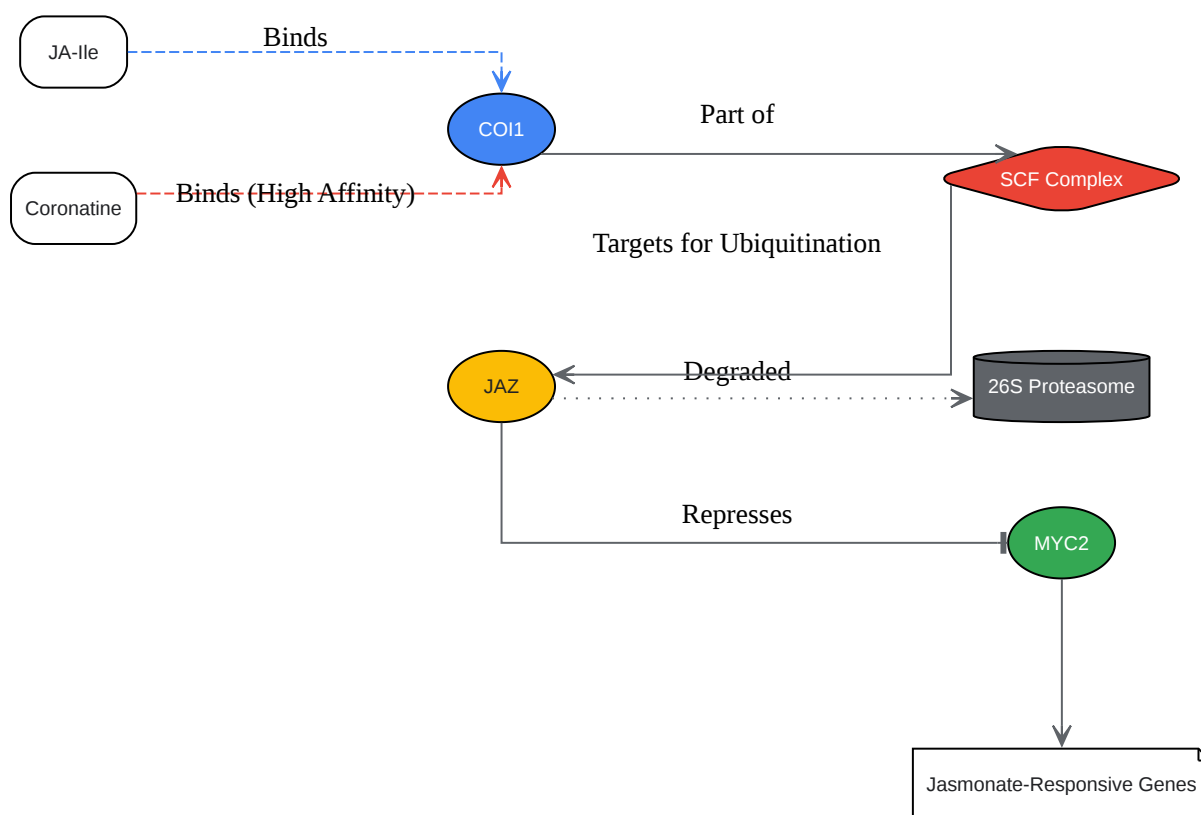 JA-Ile
Binds
COI1
Part of
SCF Complex
Coronatine
Binds (High Affinity)
Targets for Ubiquitination
JAZ
Degraded
26S Proteasome
Represses
MYC2
Jasmonate-Responsive Genes